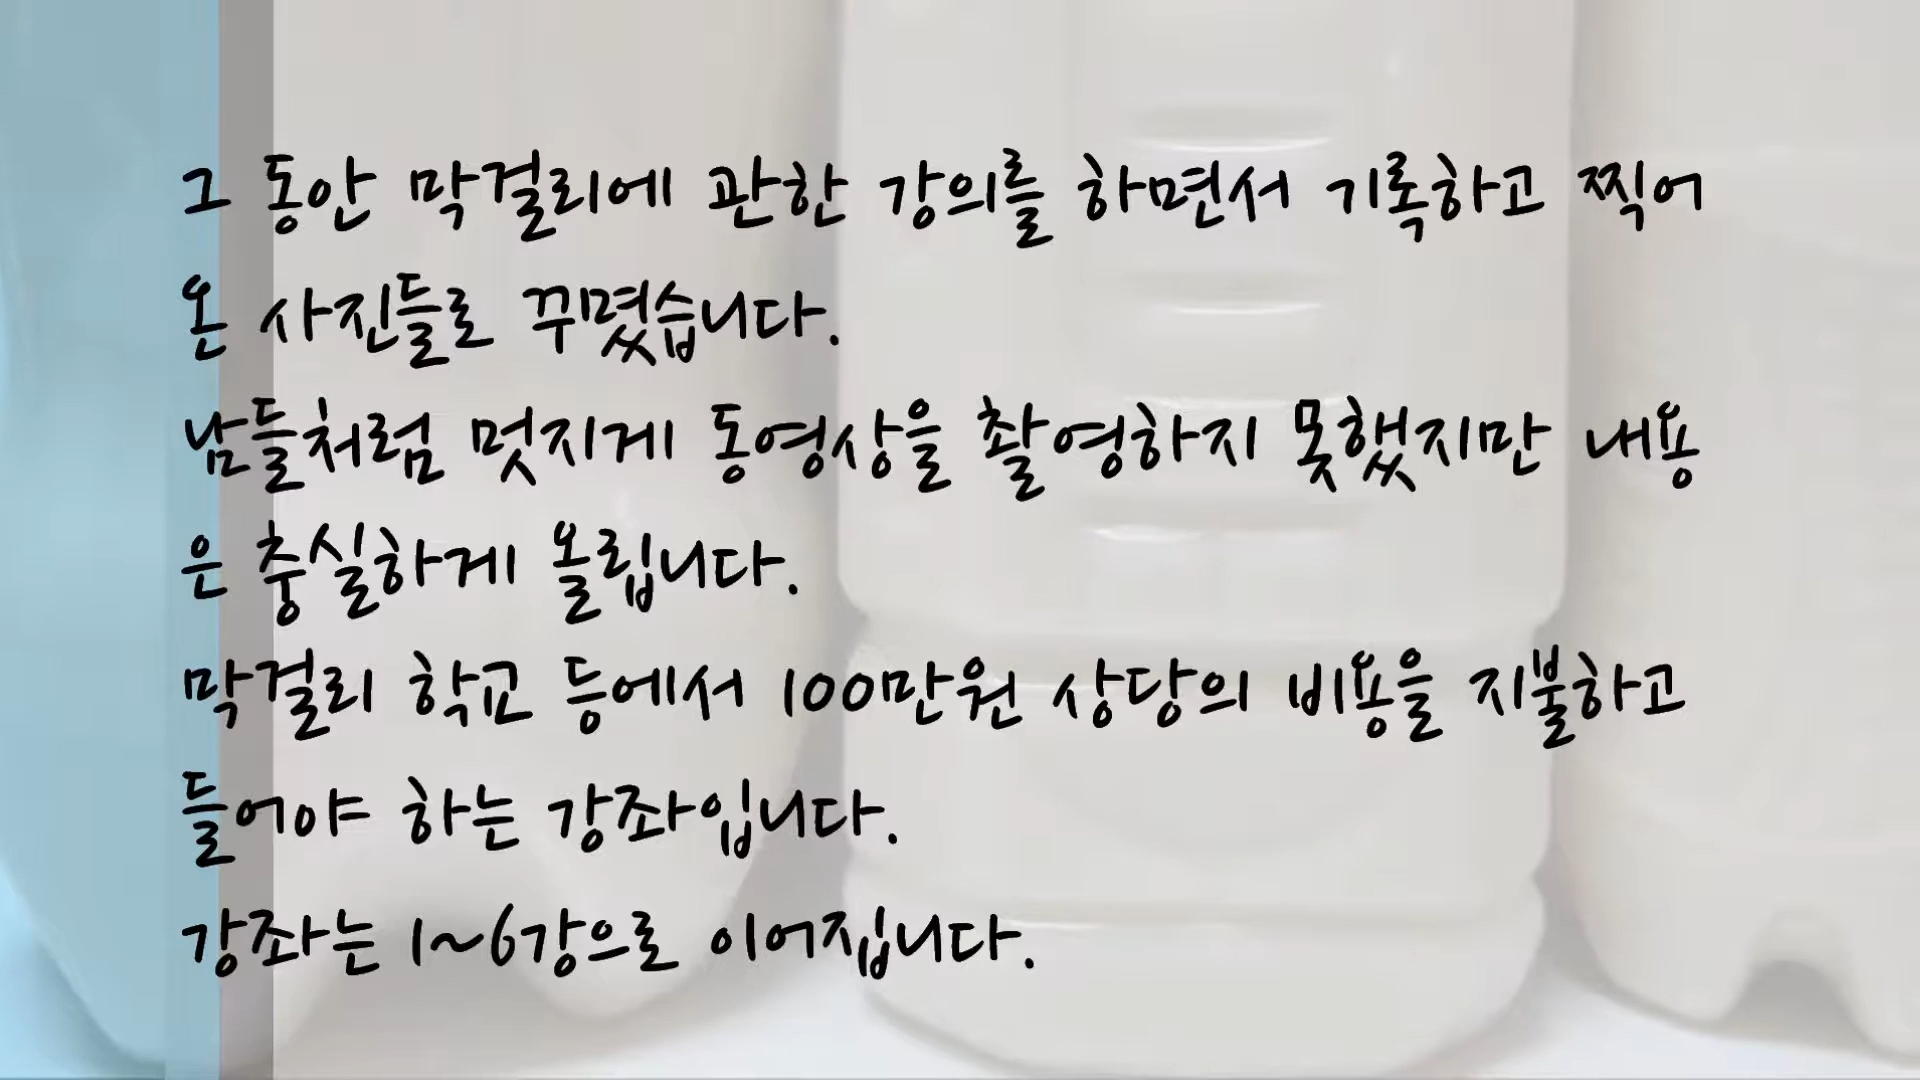 그 동안 막걸리에 관한 강의를 하면서 기록하고 찍어
온 사진들로 꾸몄습니다.
남들처럼 멋지게 동영상을 촬영하지 못했지만 내용
은 충실하게 올립니다.
막걸리 학교 등에서 100만원 상당의 비용을 지불하고
들어야 하는 강좌입니다.
강좌는 1~6강으로 이어집니다.